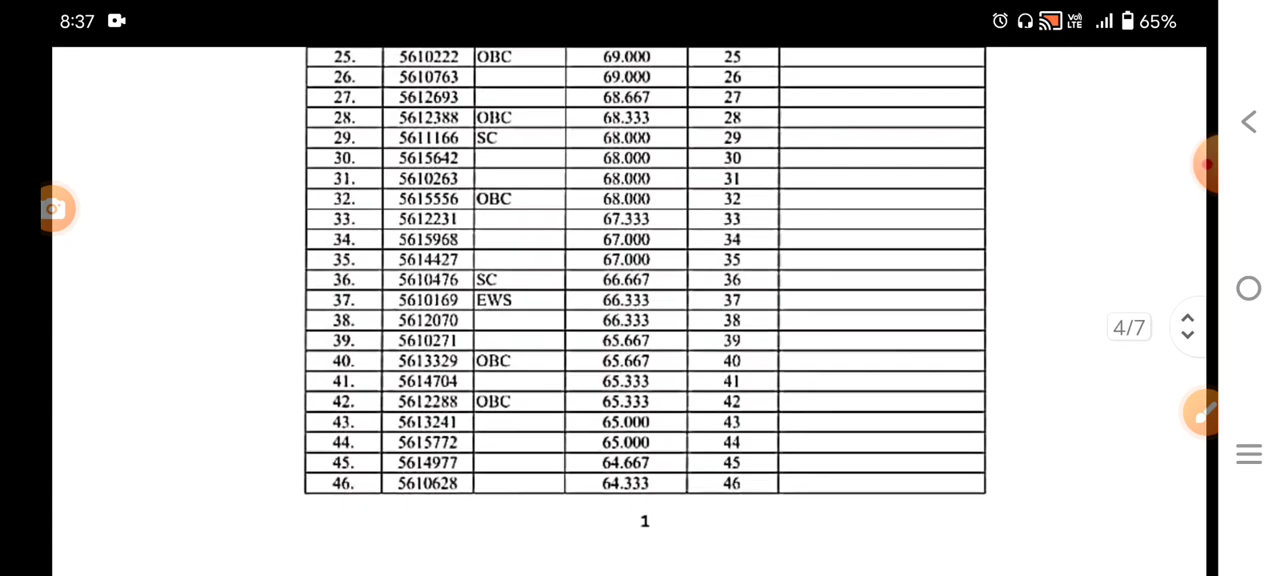 8:37 Vo) LTE 65%
25. 5610222 OBC 69.000 25
26. 5610763 69.000 26
27. 5612693 68.667 27
28. 5612388 OBC 68.333 28
29. 5611166 SC 68.000 29
30. 5615642 68.000 30
31. 5610263 68.000 31
32. 5615556 OBC 68.000 32
33. 5612231 67.333 33
34. 5615968 67.000 34
35. 5614427 67.000 35
36. 5610476 SC 66.667 36
37. 5610169 EWS 66.333 37
38. 5612070 66.333 38
39. 5610271 65.667 39
40. 5613329 OBC 65.667 40
41. 5614704 65.333 41
42. 5612288 OBC 65.333 42
43. 5613241 65.000 43
44. 5615772 65.000 44
45. 5614977 64.667 45
46. 5610628 64.333 46
4/7
1